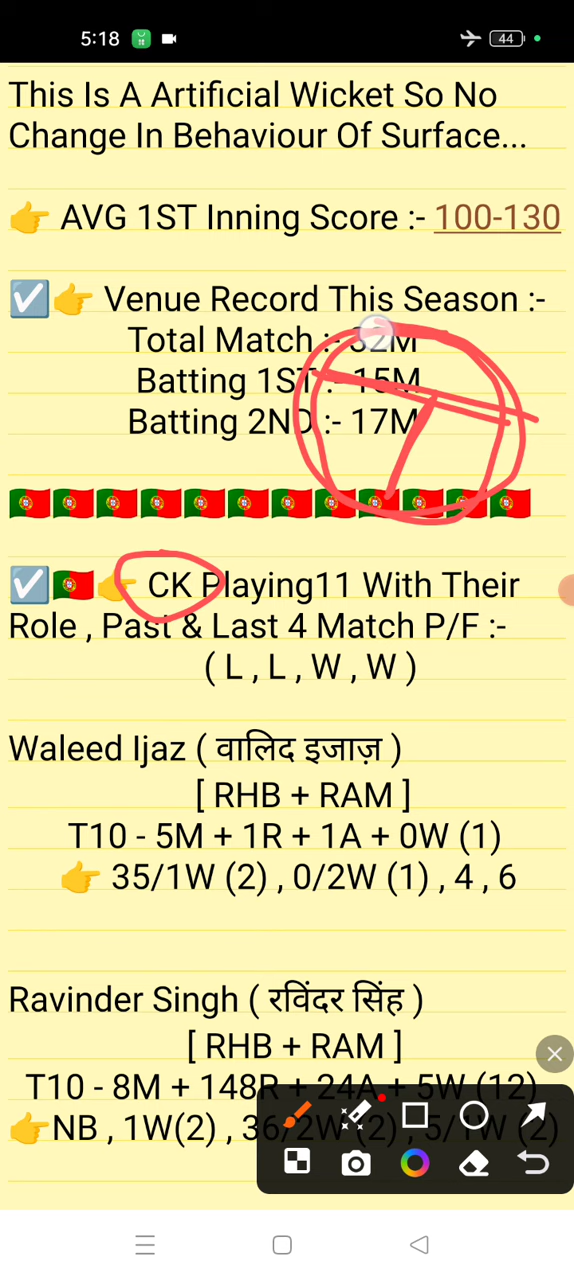 5:18
44
This Is A Artificial Wicket So No
Change In Behaviour Of Surface...
👉 AVG 1ST Inning Score :- 100-130
☑️👉 Venue Record This Season :-
Total Match :- 32M
Batting 1ST :- 15M
Batting 2ND :- 17M
🇵🇹🇵🇹🇵🇹🇵🇹🇵🇹🇵🇹🇵🇹🇵🇹🇵🇹🇵🇹🇵🇹🇵🇹
☑️🇵🇹👉 CK Playing11 With Their
Role , Past & Last 4 Match P/F :-
( L , L , W , W )
Waleed Ijaz ( वालिद इजाज़ )
[ RHB + RAM ]
T10 - 5M + 1R + 1A + 0W (1)
👉 35/1W (2) , 0/2W (1) , 4 , 6
Ravinder Singh ( रविंदर सिंह )
[ RHB + RAM ]
T10 - 8M + 148R + 24A + 5W (12)
👉NB , 1W(2) , 36/2W (2) , 5/1W (2)